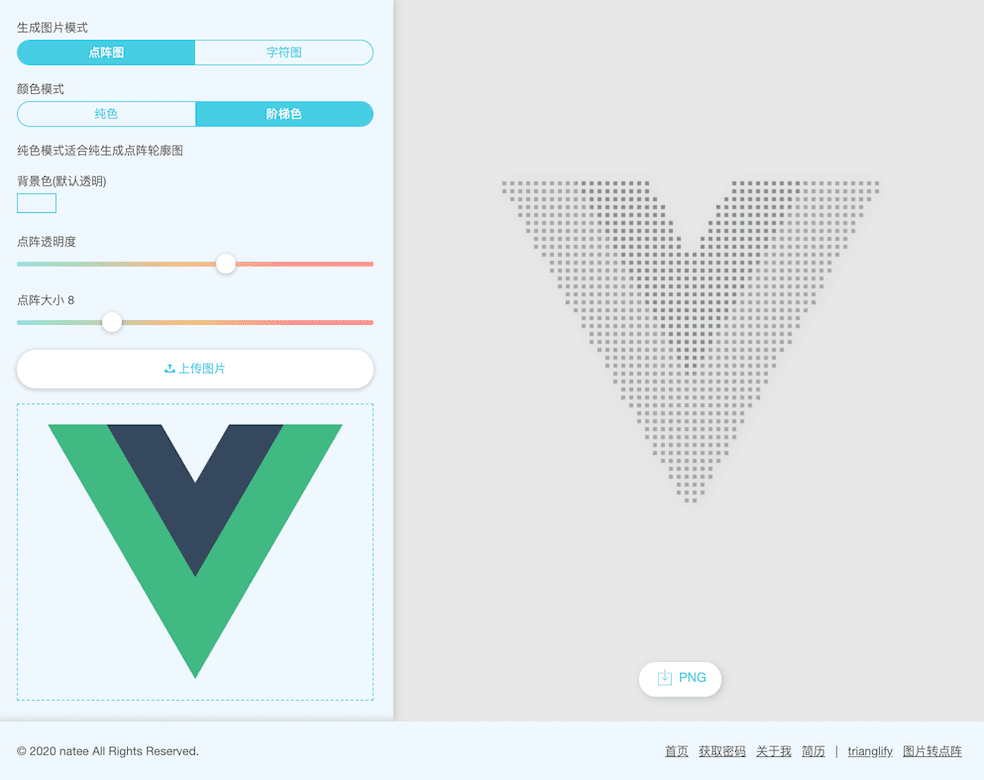 生成图片模式
点阵图 字符图
颜色模式
纯色 阶梯色
纯色模式适合纯生成点阵轮廓图
背景色(默认透明)
点阵透明度
点阵大小 8
上传图片
PNG
© 2020 natee All Rights Reserved.
首页 获取密码 关于我 简历 | trianglify 图片转点阵